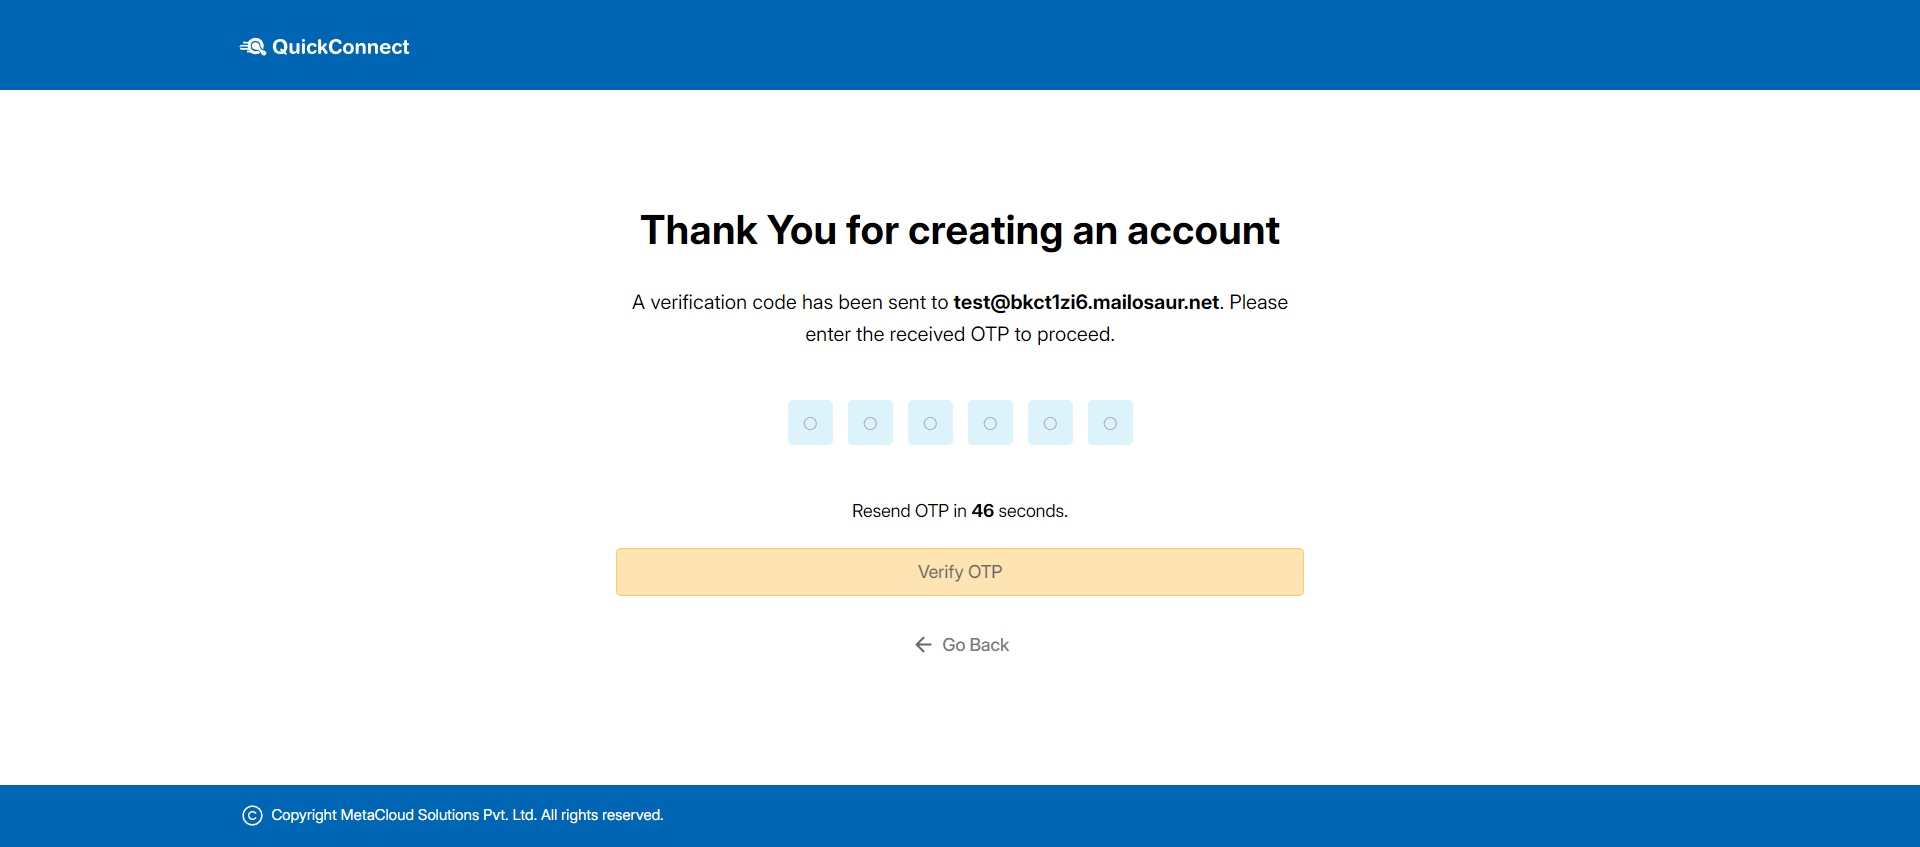 QuickConnect
Thank You for creating an account
A verification code has been sent to test@bkct1zi6.mailosaur.net. Please
enter the received OTP to proceed.
Resend OTP in 46 seconds.
Verify OTP
← Go Back
© Copyright MetaCloud Solutions Pvt. Ltd. All rights reserved.